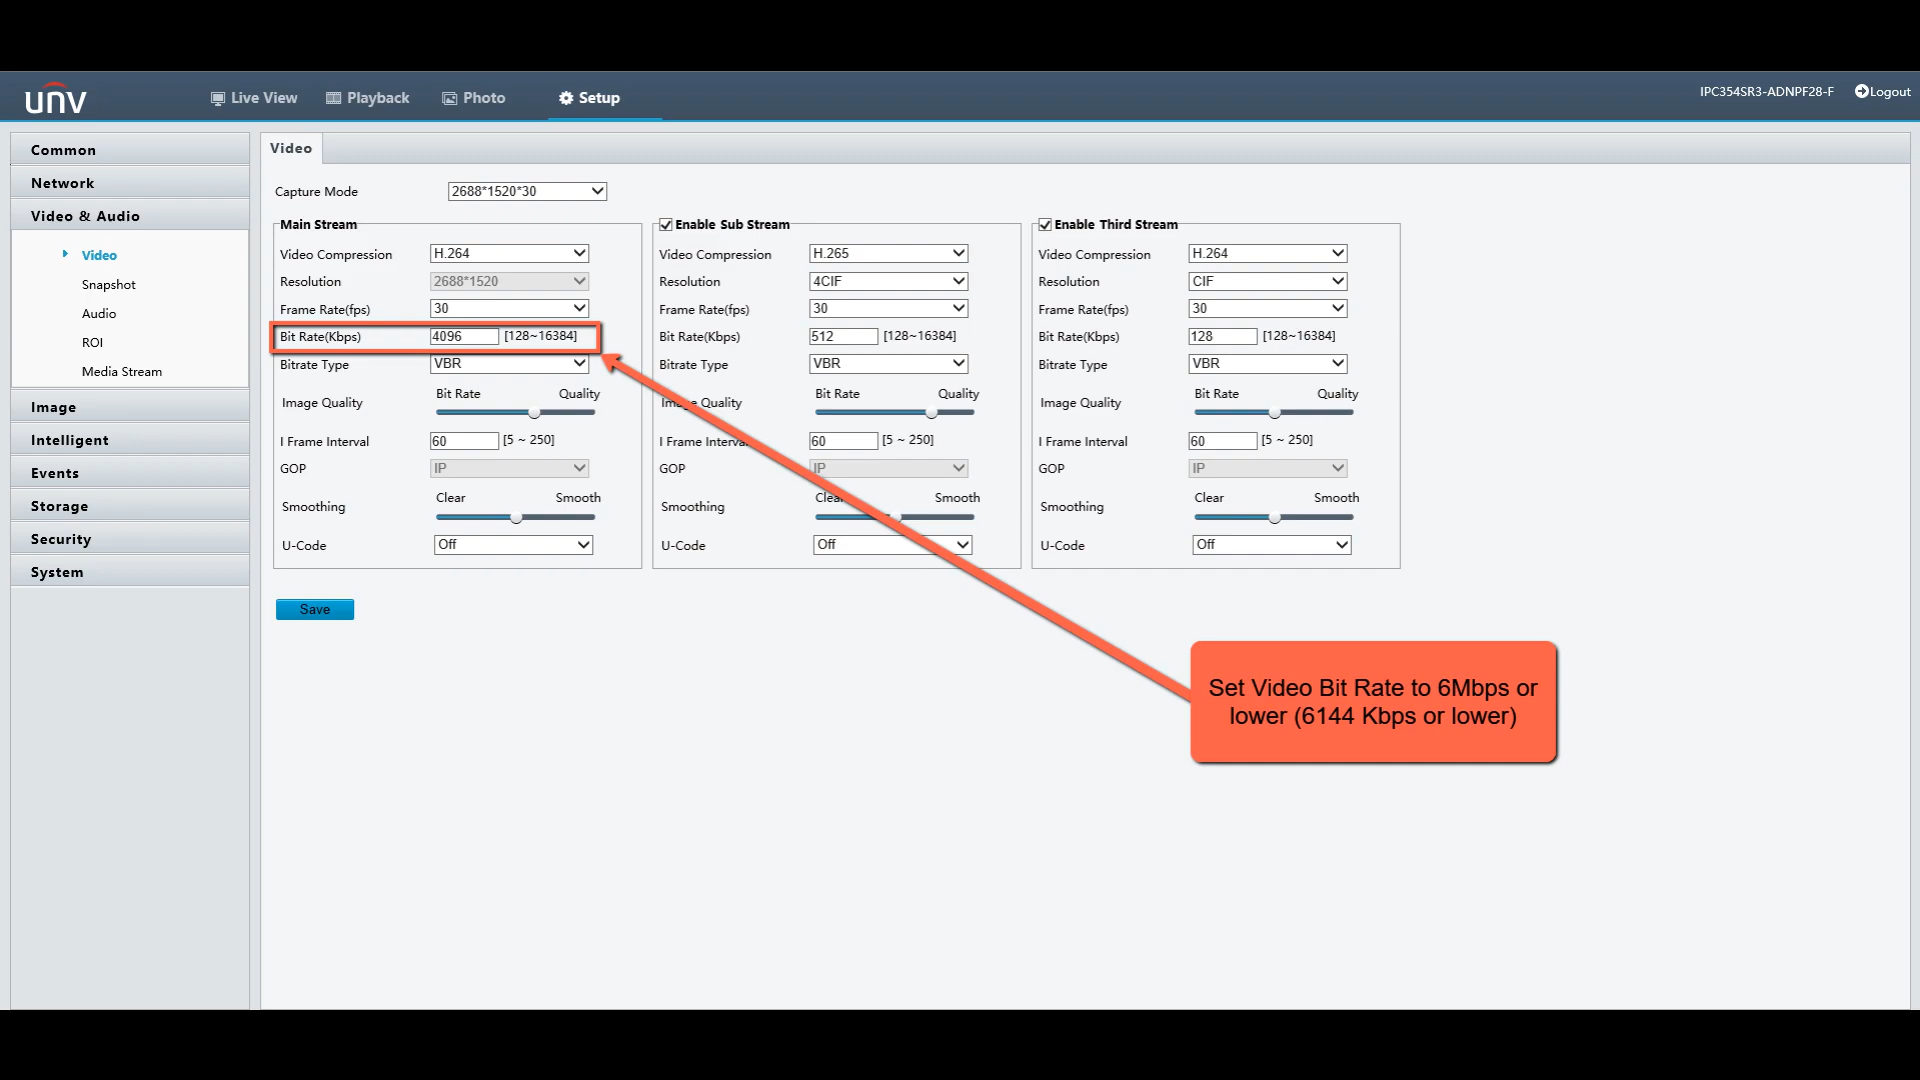 unv
Live View Playback Photo Setup
IPC354SR3-ADNPF28-F Logout
Common
Network
Video & Audio
Video
Snapshot
Audio
ROI
Media Stream
Image
Intelligent
Events
Storage
Security
System
Video
Capture Mode 2688*1520*30
Main Stream
Video Compression H.264
Resolution 2688*1520
Frame Rate(fps) 30
Bit Rate(Kbps) 4096 [128~16384]
Bitrate Type VBR
Bit Rate Quality
Image Quality
I Frame Interval 60 [5 ~ 250]
GOP IP
Clear Smooth
Smoothing
U-Code Off
Enable Sub Stream
Video Compression H.265
Resolution 4CIF
Frame Rate(fps) 30
Bit Rate(Kbps) 512 [128~16384]
Bitrate Type VBR
Bit Rate Quality
Image Quality
I Frame Interval 60 [5 ~ 250]
GOP IP
Clear Smooth
Smoothing
U-Code Off
Enable Third Stream
Video Compression H.264
Resolution CIF
Frame Rate(fps) 30
Bit Rate(Kbps) 128 [128~16384]
Bitrate Type VBR
Bit Rate Quality
Image Quality
I Frame Interval 60 [5 ~ 250]
GOP IP
Clear Smooth
Smoothing
U-Code Off
Save
Set Video Bit Rate to 6Mbps or
lower (6144 Kbps or lower)